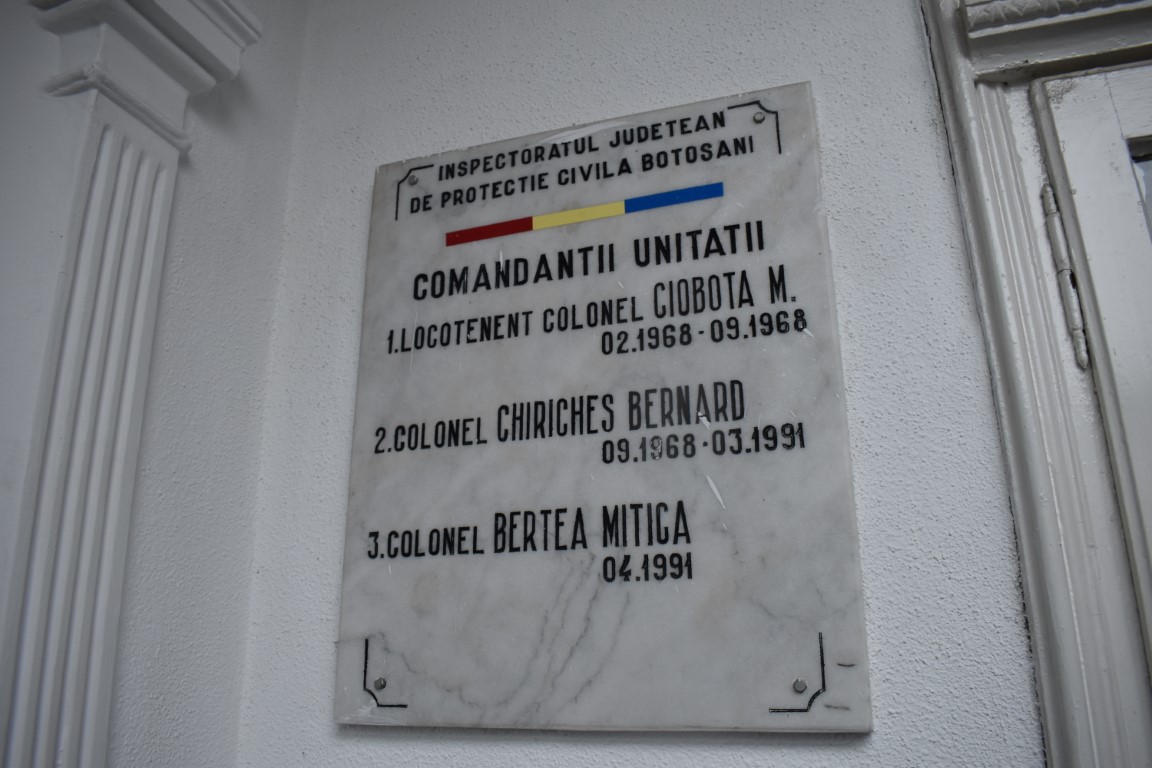 INSPECTORATUL JUDETEAN
DE PROTECTIE CIVILA BOTOSANI
COMANDANTII UNITATII
1.LOCOTENENT COLONEL CIOBOTA M.
02.1968-09.1968
2.COLONEL CHIRICHES BERNARD
09.1968-03.1991
3.COLONEL BERTEA MITICA
04.1991